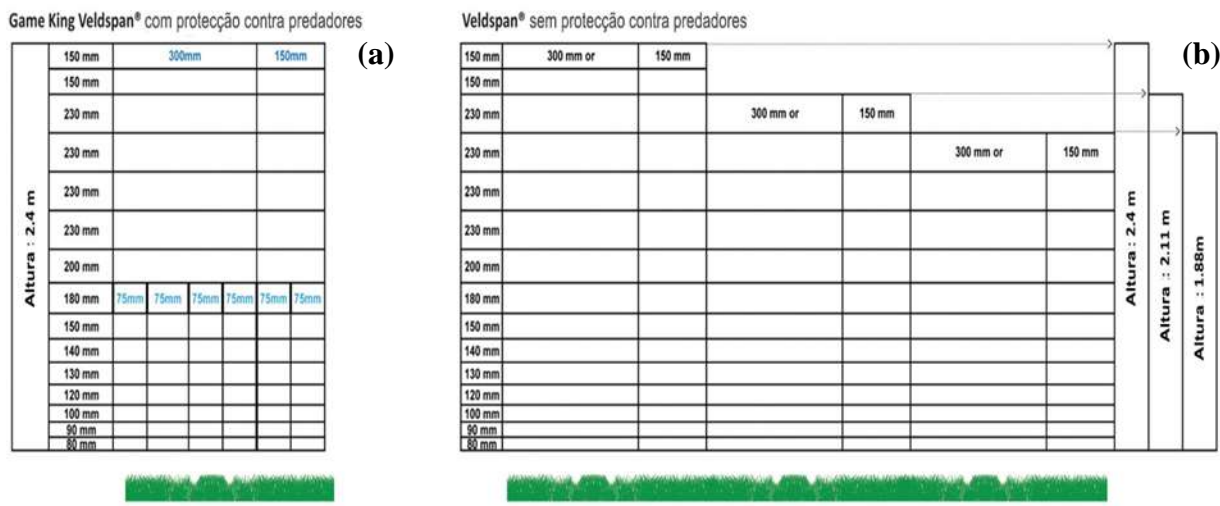 Game King Veldspan® com protecção contra predadores
(a)
150 mm 300mm 150mm
150 mm
230 mm
230 mm
230 mm
230 mm
200 mm
180 mm 75mm 75mm 75mm 75mm 75mm 75mm
150 mm
140 mm
130 mm
120 mm
100 mm
90 mm
80 mm
Altura : 2.4 m
Veldspan® sem protecção contra predadores
(b)
150 mm 300 mm or 150 mm
150 mm
230 mm 300 mm or 150 mm
230 mm 300 mm or 150 mm
230 mm
230 mm
200 mm
180 mm
150 mm
140 mm
130 mm
120 mm
100 mm
90 mm
80 mm
Altura : 2.4 m
Altura : 2.11 m
Altura : 1.88m